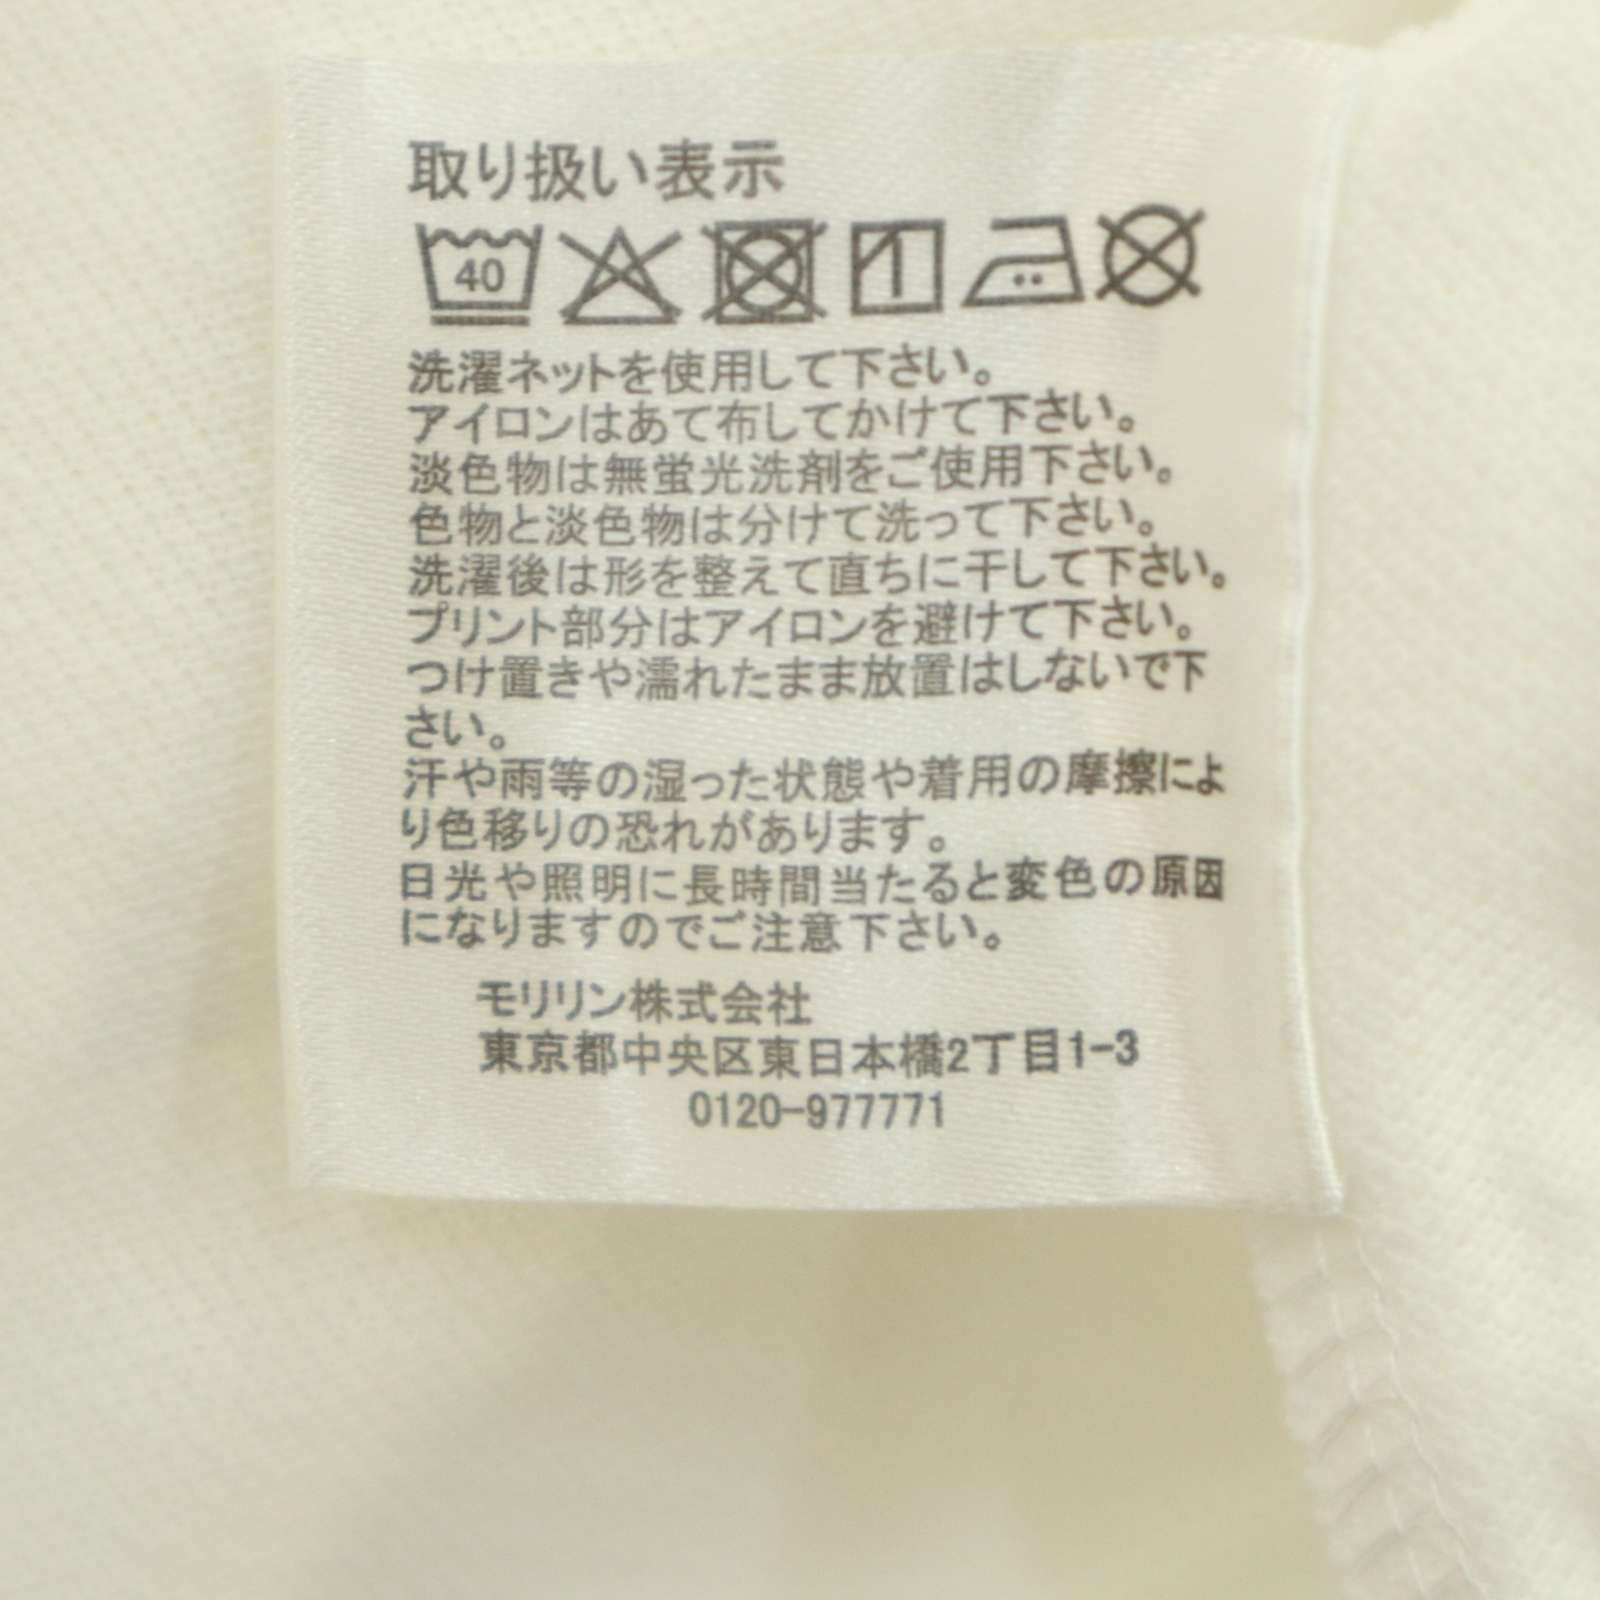 取り扱い表示
40
洗濯ネットを使用して下さい。
アイロンはあて布してかけて下さい。
淡色物は無蛍光洗剤をご使用下さい。
色物と淡色物は分けて洗って下さい。
洗濯後は形を整えて直ちに干して下さい。
プリント部分はアイロンを避けて下さい。
つけ置きや濡れたまま放置はしないで下
さい。
汗や雨等の湿った状態や着用の摩擦によ
り色移りの恐れがあります。
日光や照明に長時間当たると変色の原因
になりますのでご注意下さい。
モリリン株式会社
東京都中央区東日本橋2丁目1-3
0120-977771